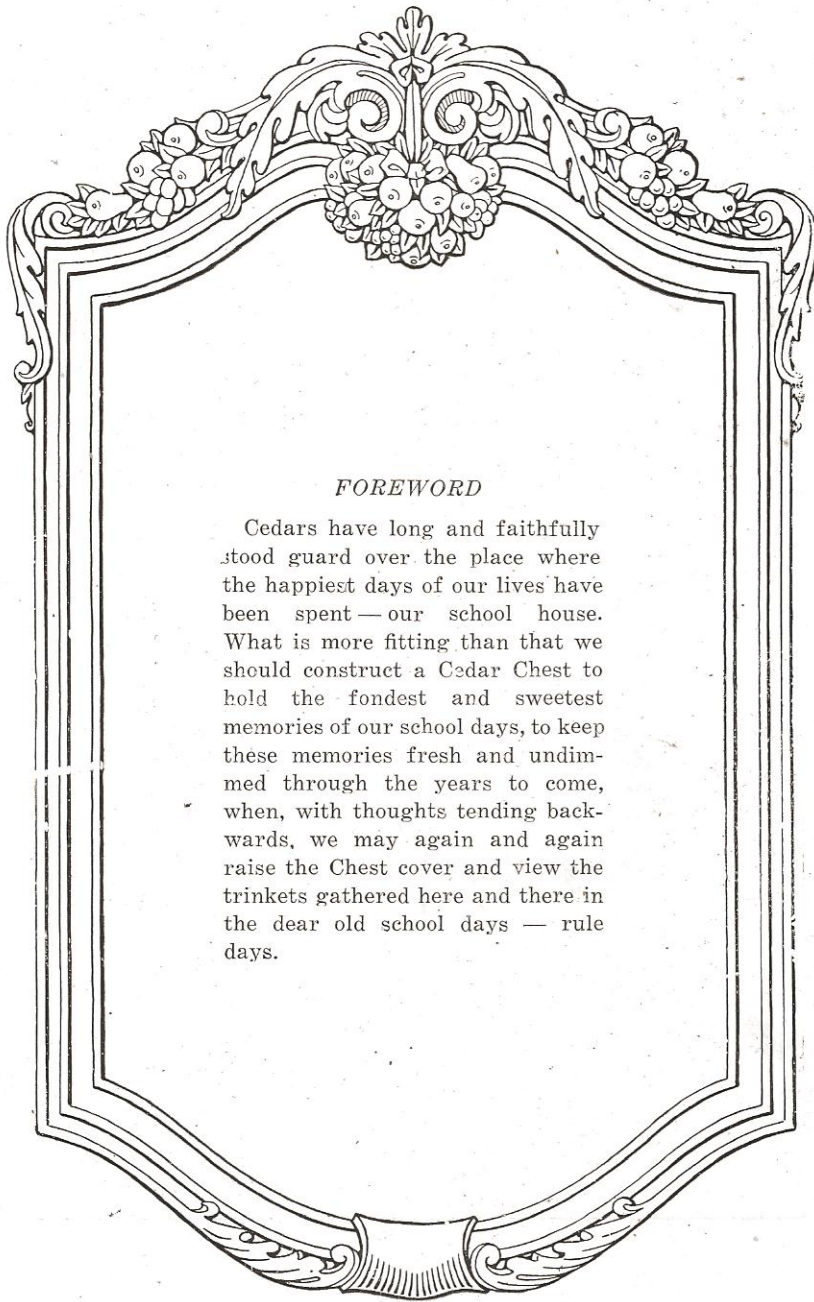 FOREWORD
Cedars have long and faithfully
stood guard over the place where
the happiest days of our lives have
been spent — our school house.
What is more fitting than that we
should construct a Cedar Chest to
hold the fondest and sweetest
memories of our school days, to keep
these memories fresh and undim-
med through the years to come,
when, with thoughts tending back-
wards, we may again and again
raise the Chest cover and view the
trinkets gathered here and there in
the dear old school days — rule
days.